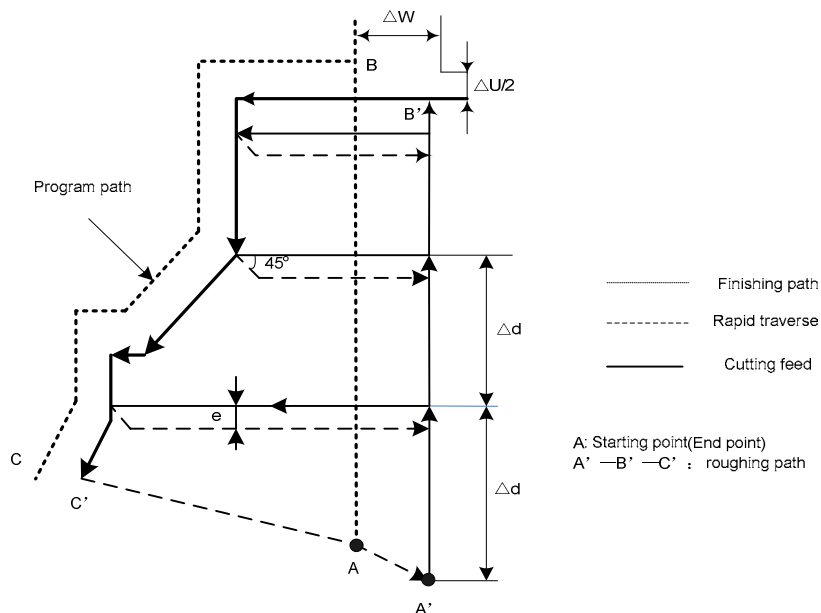 △W
B
△U/2
B’
Program path
45°
Finishing path
△d
Rapid traverse
Cutting feed
e
A: Starting point(End point)
A’ —B’ —C’ : roughing path
C
△d
C’
A
A’